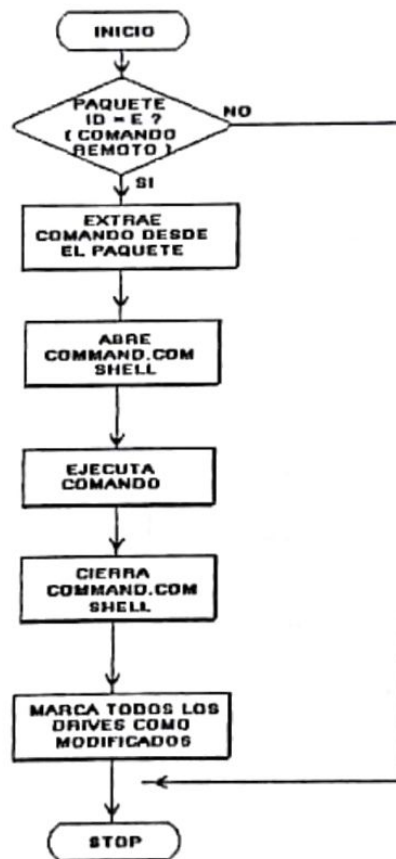 INICIO
PAQUETE
ID = E ?
( COMANDO
REMOTO )
NO
SI
EXTRAE
COMANDO DESDE
EL PAQUETE
ABRE
COMMAND.COM
SHELL
EJECUTA
COMANDO
CIERRA
COMMAND.COM
SHELL
MARCA TODOS LOS
DRIVES COMO
MODIFICADOS
STOP